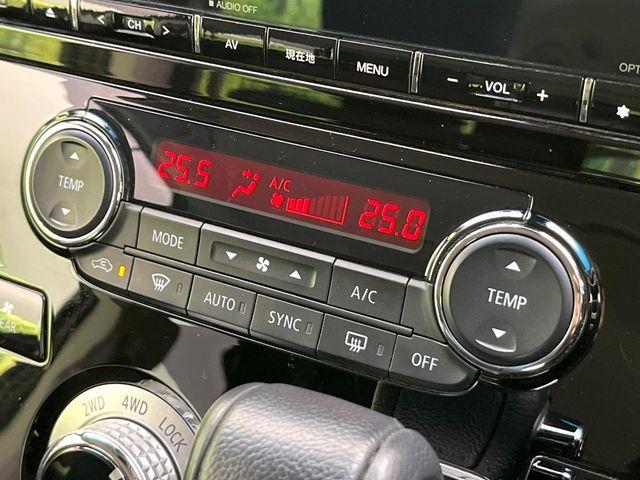 AUDIO OFF
CH
AV
現在地
MENU
VOL
OPT
25.5
A/C
25.0
TEMP
MODE
A/C
TEMP
AUTO
SYNC
OFF
EAR
2WD 4WD LOCK